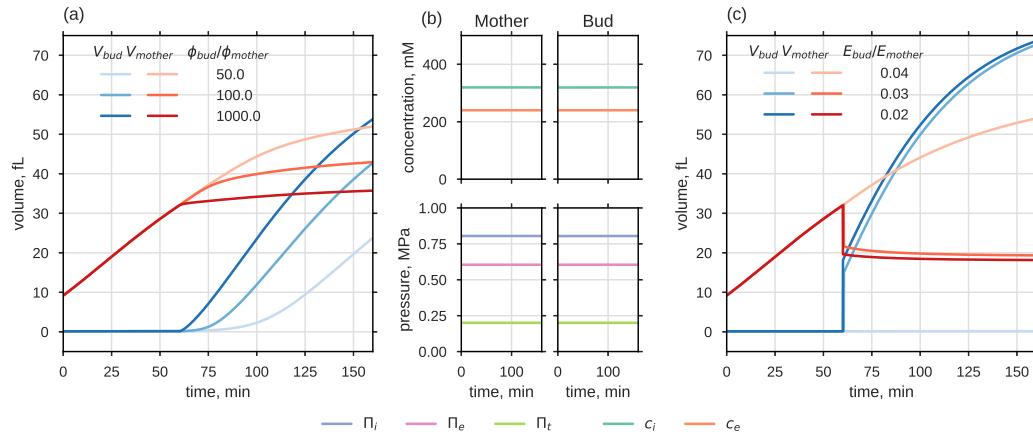 (a)
V_bud V_mother ϕ_bud/ϕ_mother
50.0
100.0
1000.0
volume, fL
70
60
50
40
30
20
10
0
0 25 50 75 100 125 150
time, min
(b)
Mother Bud
concentration, mM
400
200
0
0 100 0 100
pressure, MPa
1.00
0.75
0.50
0.25
0.00
0 100 0 100
time, min time, min
(c)
V_bud V_mother E_bud/E_mother
0.04
0.03
0.02
volume, fL
70
60
50
40
30
20
10
0
0 25 50 75 100 125 150
time, min
Π_i Π_e Π_t c_i c_e